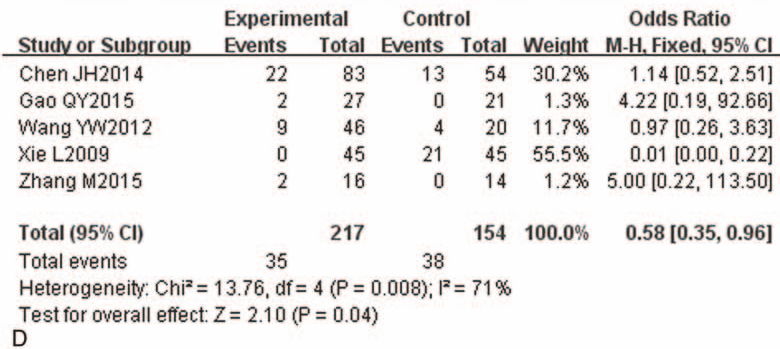 Experimental Control Odds Ratio
Study or Subgroup Events Total Events Total Weight M-H, Fixed, 95% CI
Chen JH2014 22 83 13 54 30.2% 1.14 [0.52, 2.51]
Gao QY2015 2 27 0 21 1.3% 4.22 [0.19, 92.66]
Wang YW2012 9 46 4 20 11.7% 0.97 [0.26, 3.63]
Xie L2009 0 45 21 45 55.5% 0.01 [0.00, 0.22]
Zhang M2015 2 16 0 14 1.2% 5.00 [0.22, 113.50]
Total (95% CI) 217 154 100.0% 0.58 [0.35, 0.96]
Total events 35 38
Heterogeneity: Chi² = 13.76, df = 4 (P = 0.008); I² = 71%
Test for overall effect: Z = 2.10 (P = 0.04)
D